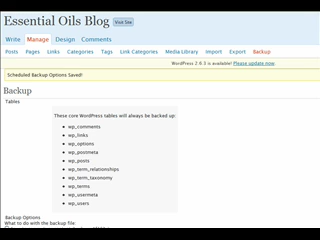 Essential Oils Blog Visit Site
Write Manage Design Comments
Posts Pages Links Categories Tags Link Categories Media Library Import Export Backup
WordPress 2.6.3 is available! Please update now.
Scheduled Backup Options Saved!
Backup
Tables
These core WordPress tables will always be backed up:
wp_comments
wp_links
wp_options
wp_postmeta
wp_posts
wp_term_relationships
wp_term_taxonomy
wp_terms
wp_usermeta
wp_users
Backup Options
What to do with the backup file: